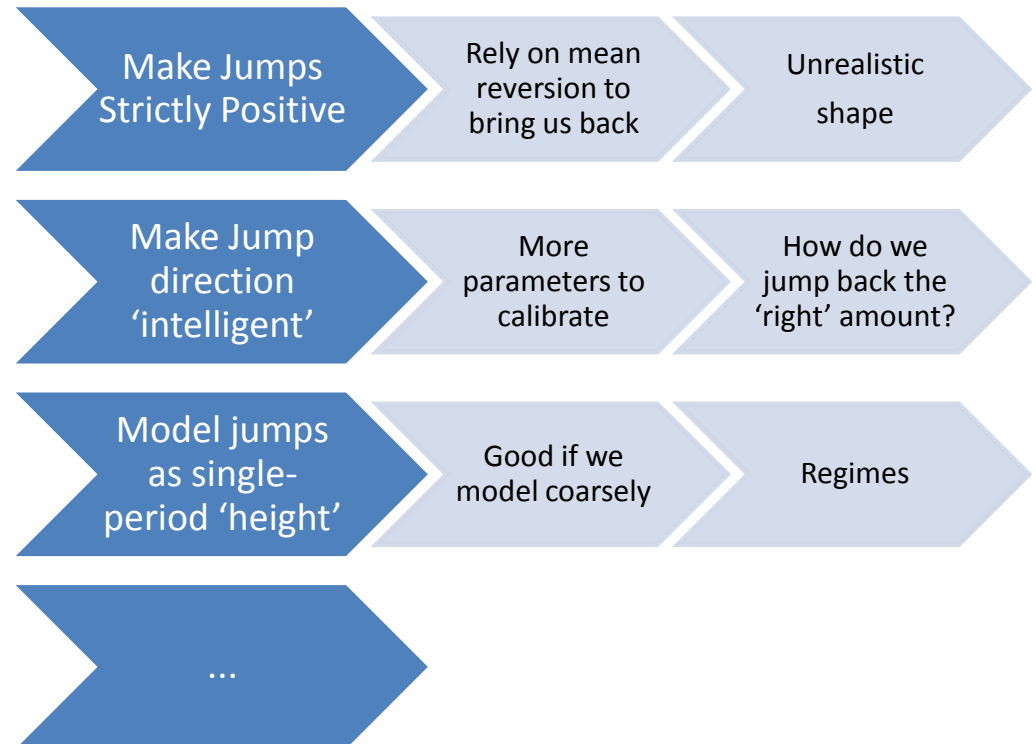 Make Jumps
Strictly Positive
Rely on mean
reversion to
bring us back
Unrealistic
shape
Make Jump
direction
‘intelligent’
More
parameters to
calibrate
How do we
jump back the
‘right’ amount?
Model jumps
as single-
period ‘height’
Good if we
model coarsely
Regimes
...